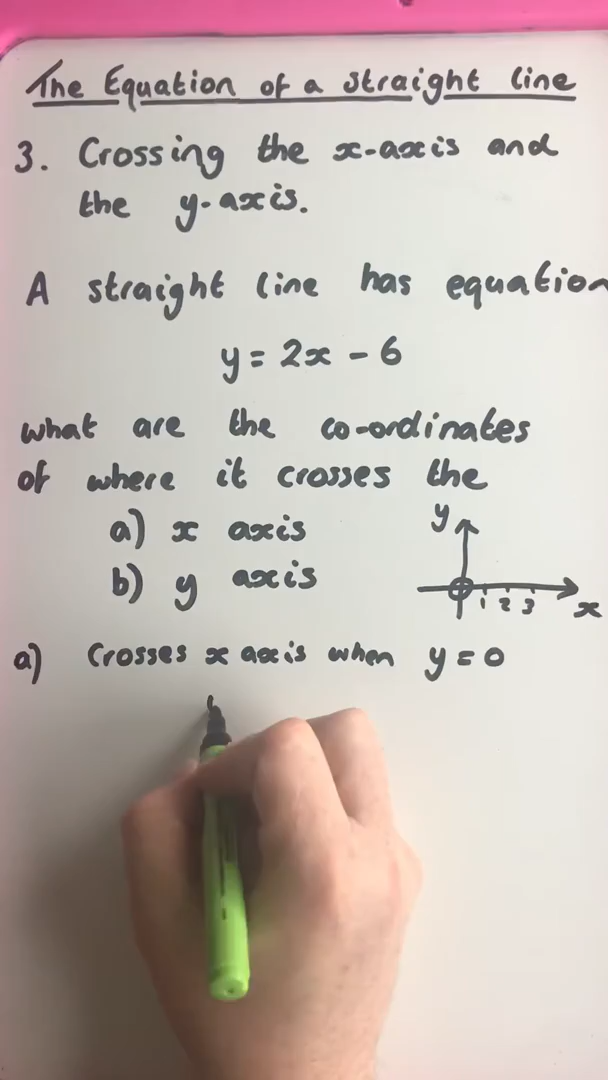 The Equation of a straight line
3. Crossing the x-axis and
the y-axis.
A straight line has equation
y = 2x - 6
what are the co-ordinates
of where it crosses the
a) x axis
b) y axis
y
1 2 3
x
a) Crosses x axis when y = 0